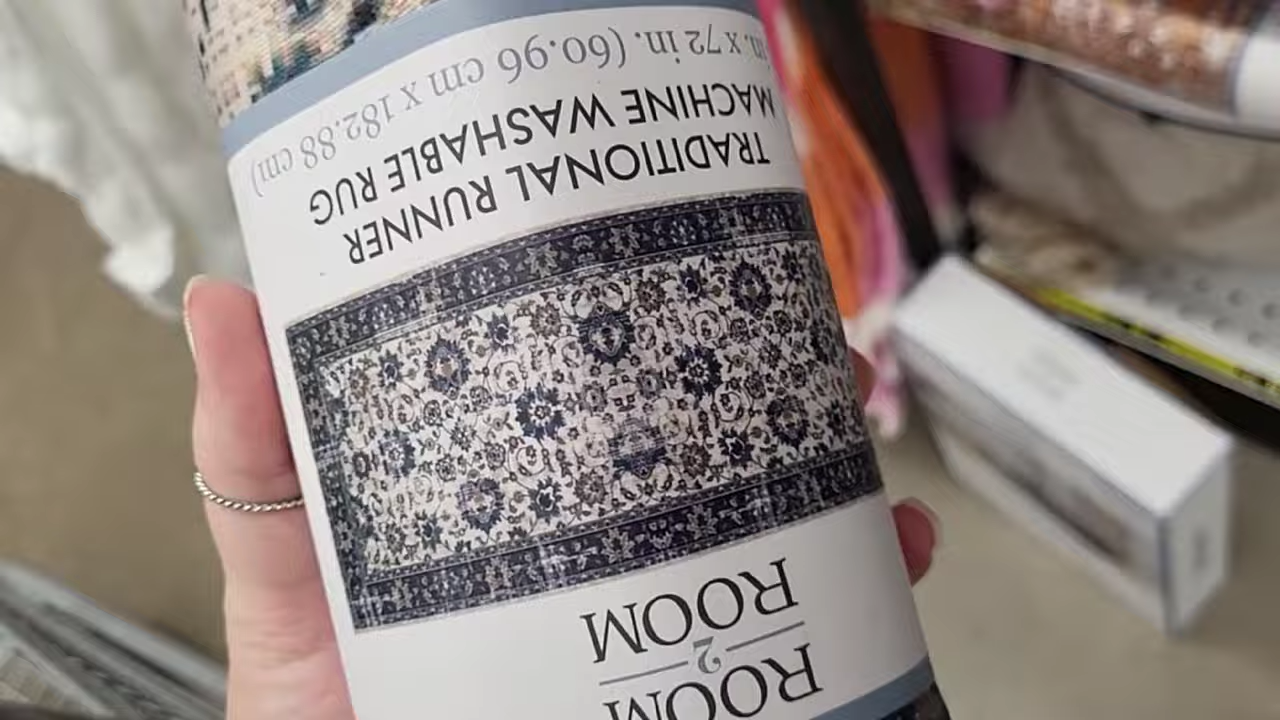 ROOM
2
ROOM
TRADITIONAL RUNNER
MACHINE WASHABLE RUG
in. x 72 in. (60.96 cm x 182.88 cm)